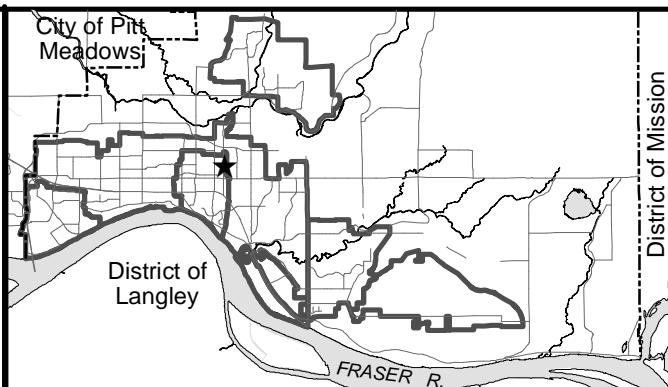 City of Pitt
Meadows
District of Mission
District of
Langley
FRASER R.